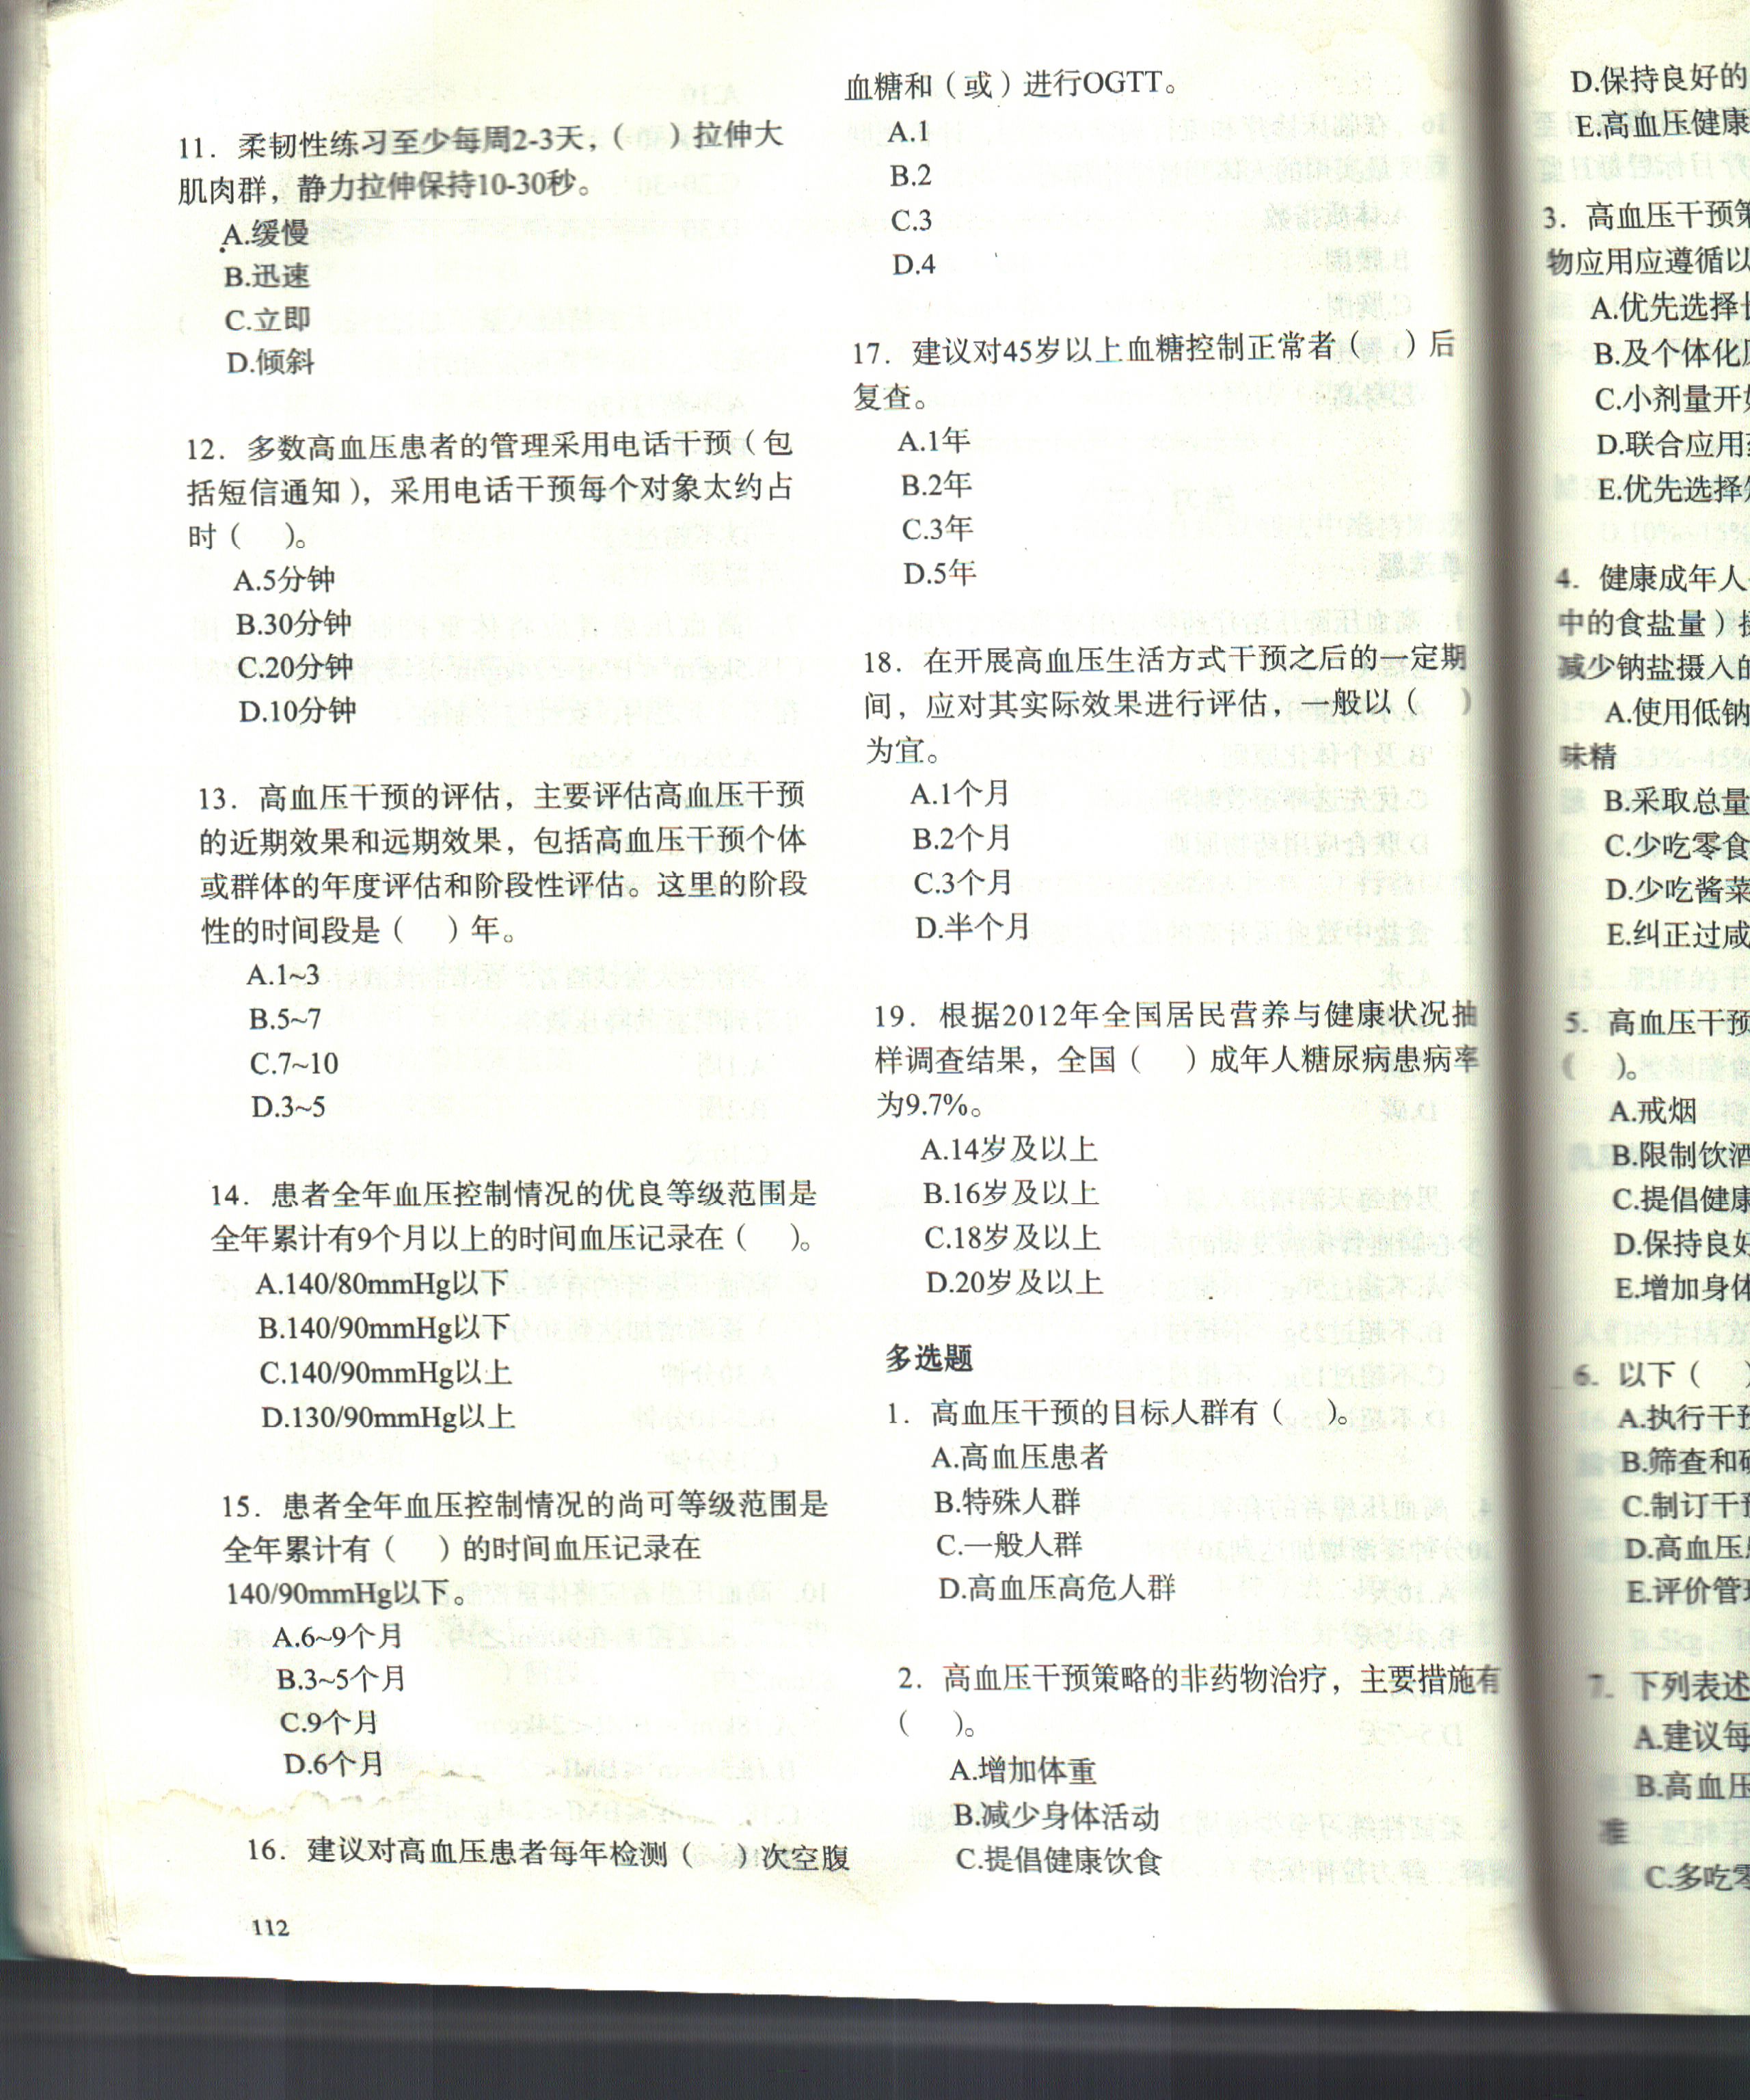 11. 柔韧性练习至少每周2-3天，（　）拉伸大
肌肉群，静力拉伸保持10-30秒。
A.缓慢
B.迅速
C.立即
D.倾斜
12. 多数高血压患者的管理采用电话干预（包
括短信通知），采用电话干预每个对象太约占
时（　）。
A.5分钟
B.30分钟
C.20分钟
D.10分钟
13. 高血压干预的评估，主要评估高血压干预
的近期效果和远期效果，包括高血压干预个体
或群体的年度评估和阶段性评估。这里的阶段
性的时间段是（　）年。
A.1~3
B.5~7
C.7~10
D.3~5
14. 患者全年血压控制情况的优良等级范围是
全年累计有9个月以上的时间血压记录在（　）。
A.140/80mmHg以下
B.140/90mmHg以下
C.140/90mmHg以上
D.130/90mmHg以上
15. 患者全年血压控制情况的尚可等级范围是
全年累计有（　）的时间血压记录在
140/90mmHg以下。
A.6~9个月
B.3~5个月
C.9个月
D.6个月
16. 建议对高血压患者每年检测（　）次空腹
112
血糖和（或）进行OGTT。
A.1
B.2
C.3
D.4
17. 建议对45岁以上血糖控制正常者（　）后
复查。
A.1年
B.2年
C.3年
D.5年
18. 在开展高血压生活方式干预之后的一定期
间，应对其实际效果进行评估，一般以（　）
为宜。
A.1个月
B.2个月
C.3个月
D.半个月
19. 根据2012年全国居民营养与健康状况抽
样调查结果，全国（　）成年人糖尿病患病率
为9.7%。
A.14岁及以上
B.16岁及以上
C.18岁及以上
D.20岁及以上
多选题
1. 高血压干预的目标人群有（　）。
A.高血压患者
B.特殊人群
C.一般人群
D.高血压高危人群
2. 高血压干预策略的非药物治疗，主要措施有
（　）。
A.增加体重
B.减少身体活动
C.提倡健康饮食
D.保持良好的
E.高血压健康
3. 高血压干预策
物应用应遵循以
A.优先选择长
B.及个体化
C.小剂量开始
D.联合应用
E.优先选择
4. 健康成年人
中的食盐量）
减少钠盐摄入的
A.使用低钠
味精
B.采取总量
C.少吃零食
D.少吃酱菜
E.纠正过咸
5. 高血压干预
（　）。
A.戒烟
B.限制饮酒
C.提倡健康
D.保持良好
E.增加身体
6. 以下（　）
A.执行干预
B.筛查和
C.制订干预
D.高血压
E.评价管理
7. 下列表述
A.建议每
B.高血压
准
C.多吃零